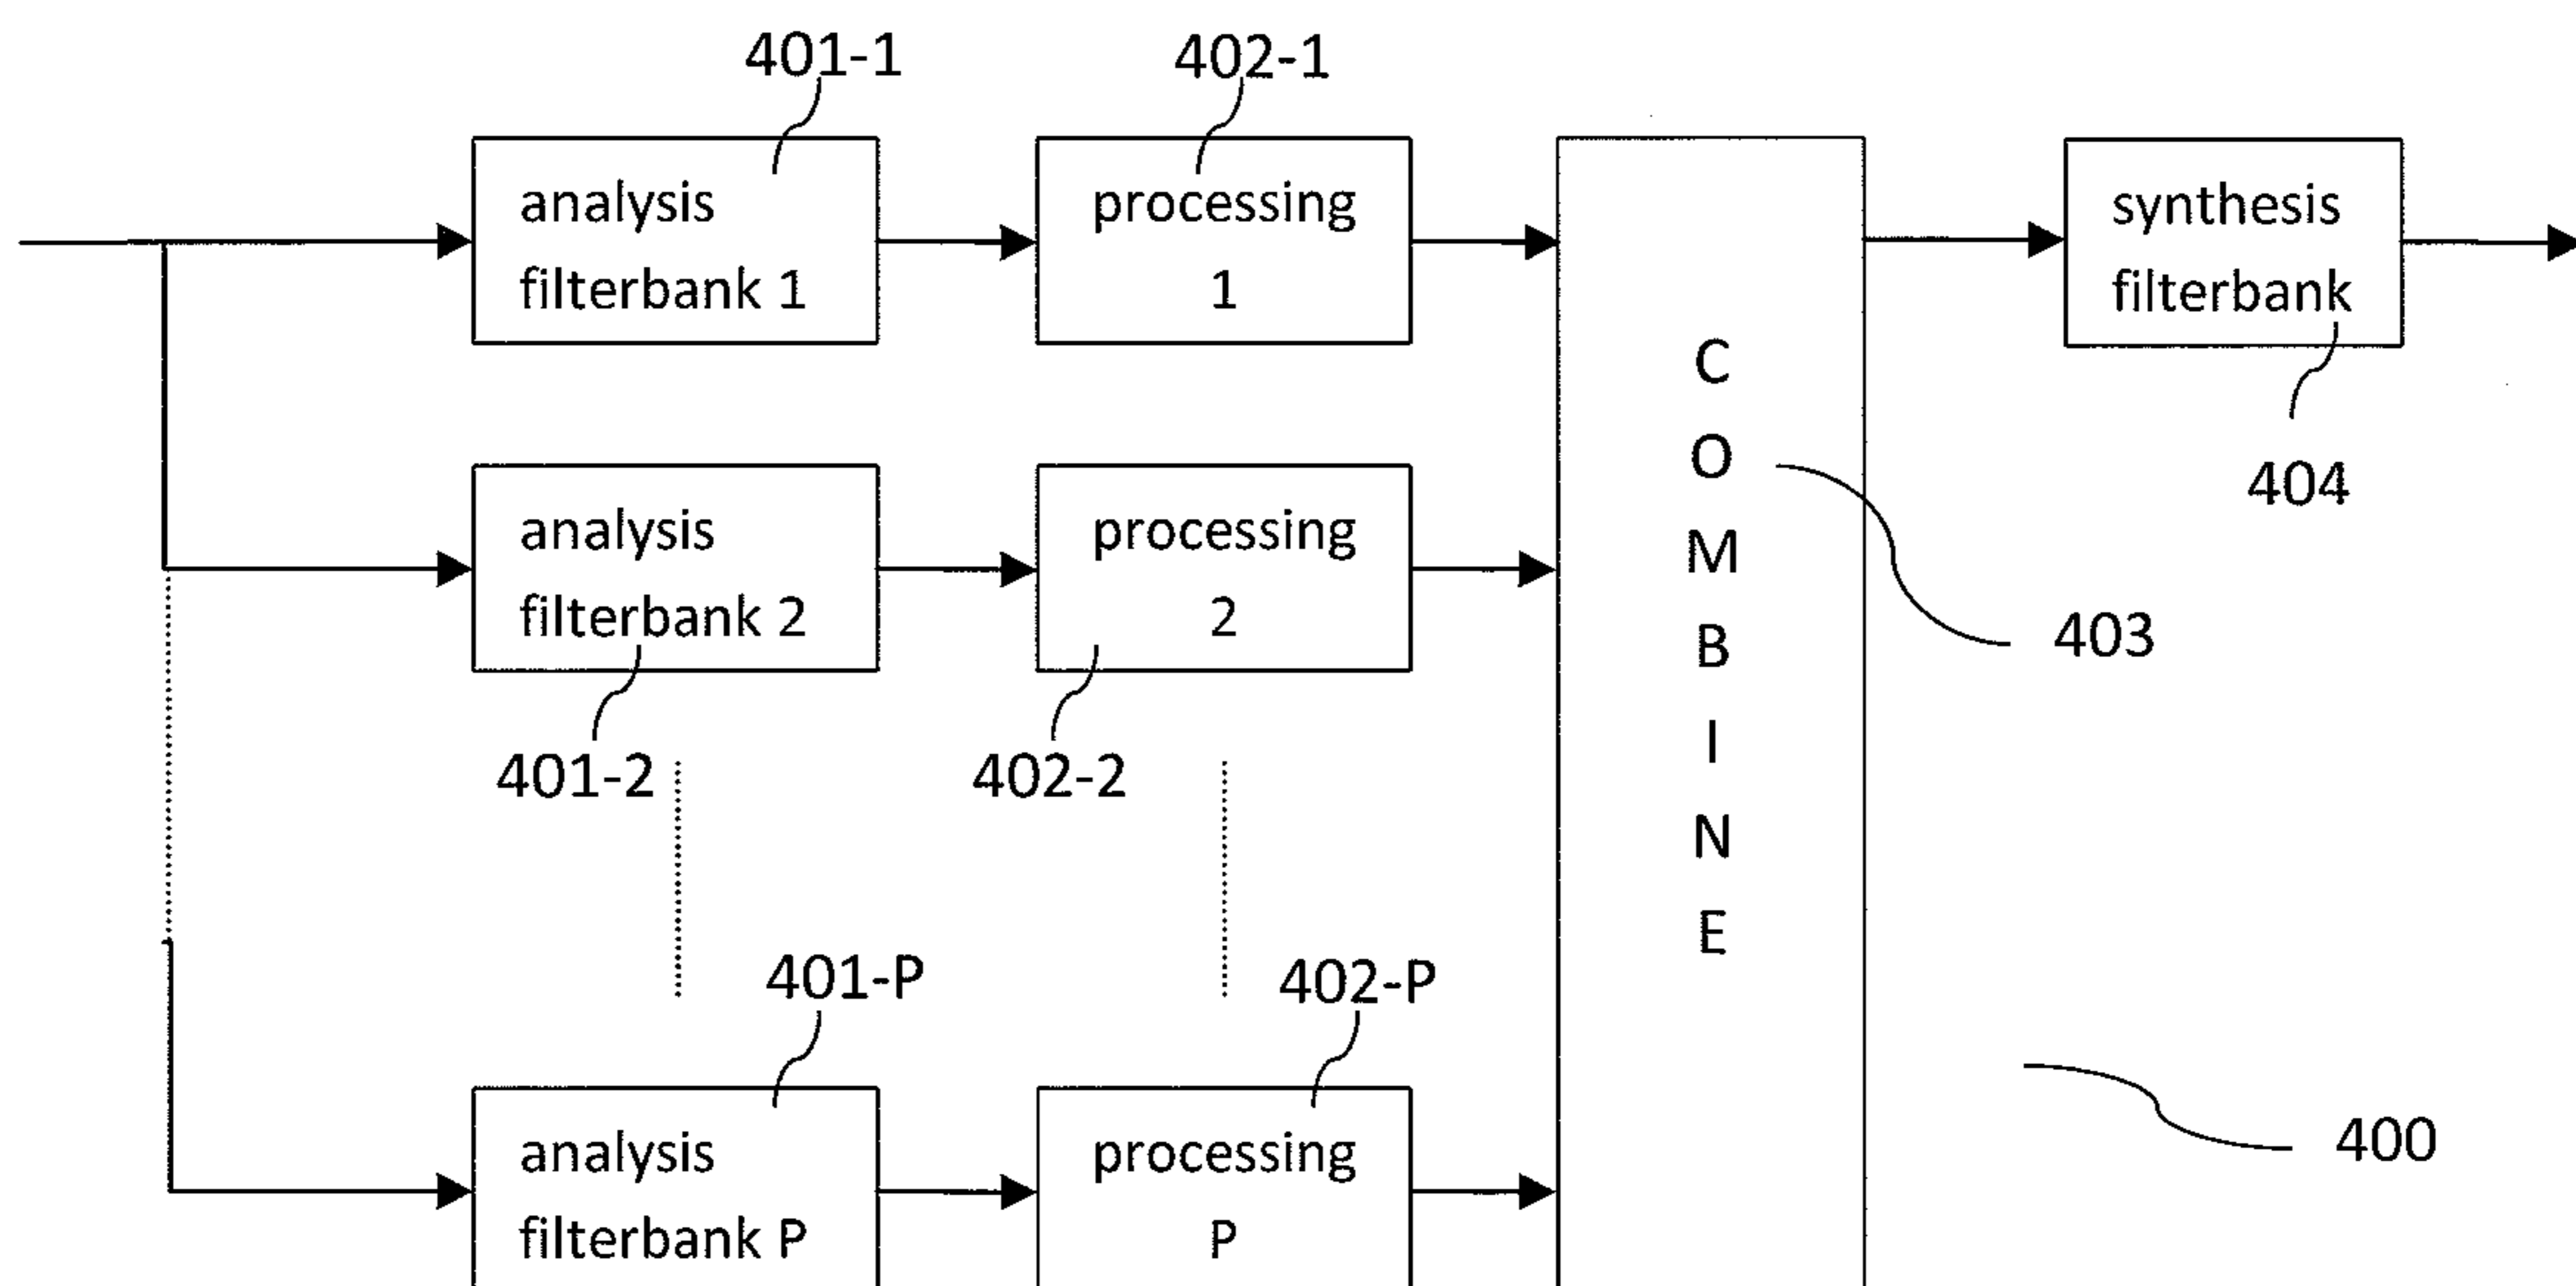 401-1
402-1
analysis
filterbank 1
processing
1
synthesis
filterbank
404
analysis
filterbank 2
processing
2
401-2
402-2
C
O
M
B
I
N
E
403
401-P
402-P
analysis
filterbank P
processing
P
400